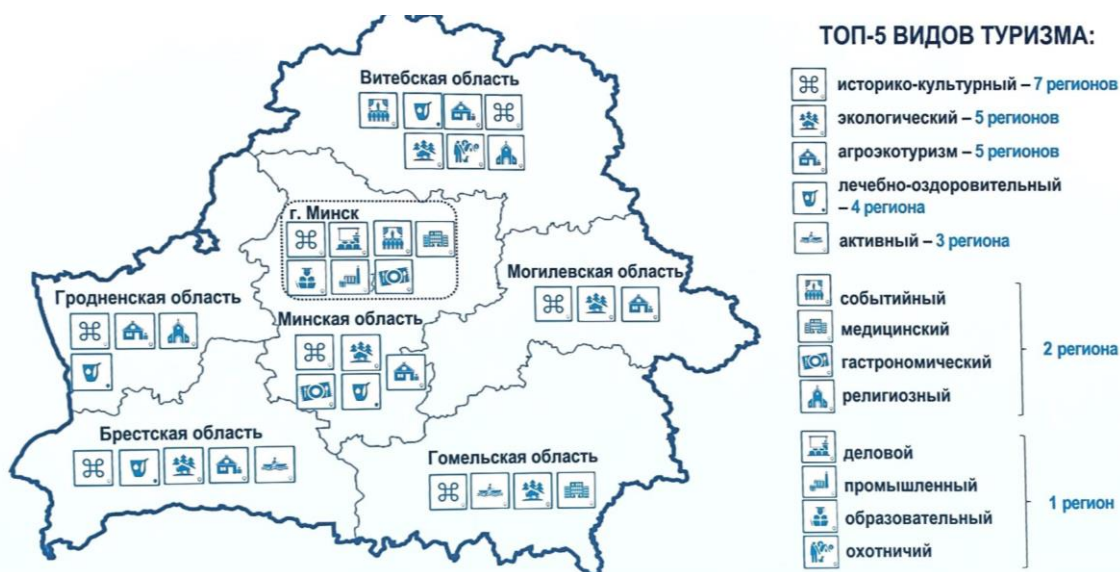 ТОП-5 ВИДОВ ТУРИЗМА:
историко-культурный – 7 регионов
экологический – 5 регионов
агроэкотуризм – 5 регионов
лечебно-оздоровительный
– 4 региона
активный – 3 региона
событийный
медицинский
гастрономический
религиозный
2 региона
деловой
промышленный
образовательный
охотничий
1 регион
Витебская область
г. Минск
Могилевская область
Гродненская область
Минская область
Брестская область
Гомельская область